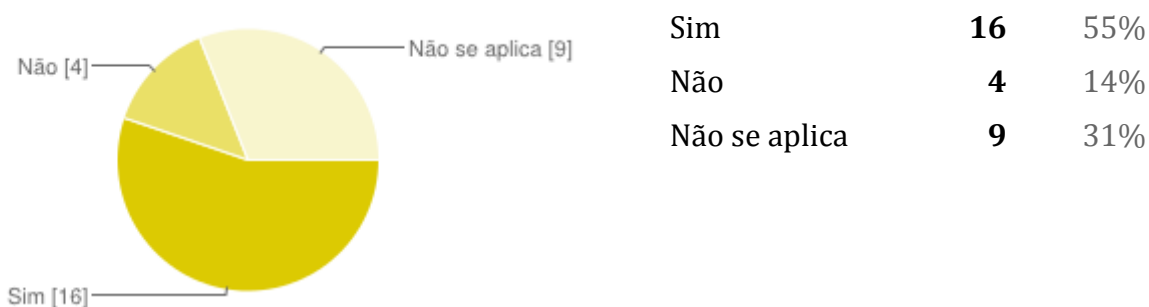 Não se aplica [9]
Não [4]
Sim [16]
Sim 16 55%
Não 4 14%
Não se aplica 9 31%